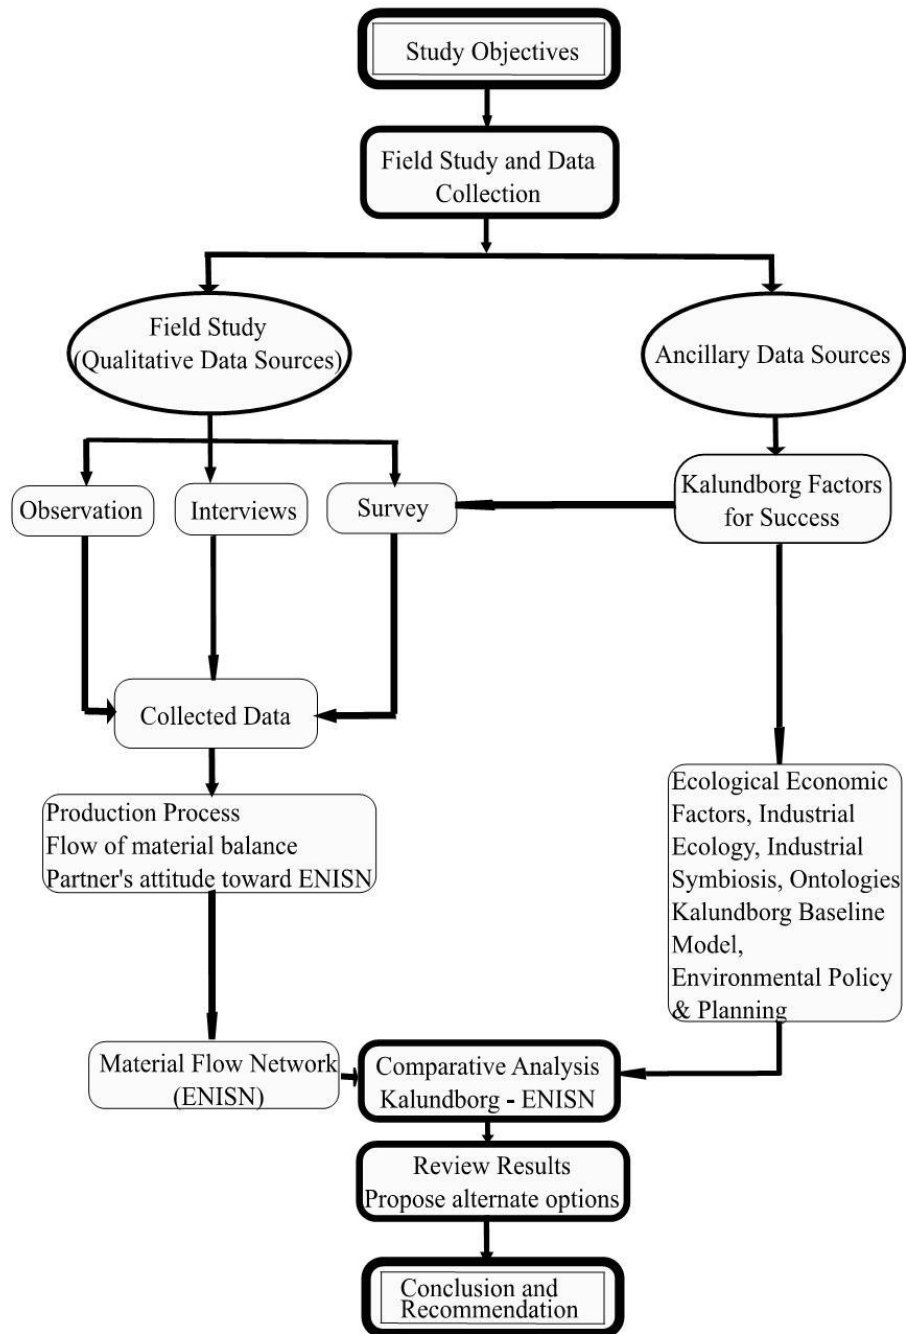 Study Objectives
Field Study and Data
Collection
Field Study
(Qualitative Data Sources)
Ancillary Data Sources
Observation
Interviews
Survey
Kalundborg Factors
for Success
Collected Data
Production Process
Flow of material balance
Partner's attitude toward ENISN
Ecological Economic
Factors, Industrial
Ecology, Industrial
Symbiosis, Ontologies
Kalundborg Baseline
Model,
Environmental Policy
& Planning
Material Flow Network
(ENISN)
Comparative Analysis
Kalundborg - ENISN
Review Results
Propose alternate options
Conclusion and
Recommendation